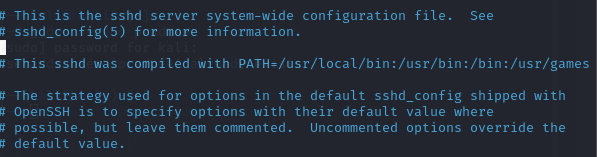 # This is the sshd server system-wide configuration file.  See
# sshd_config(5) for more information.
[sudo] password for kali:
# This sshd was compiled with PATH=/usr/local/bin:/usr/bin:/bin:/usr/games

# The strategy used for options in the default sshd_config shipped with
# OpenSSH is to specify options with their default value where
# possible, but leave them commented.  Uncommented options override the
# default value.